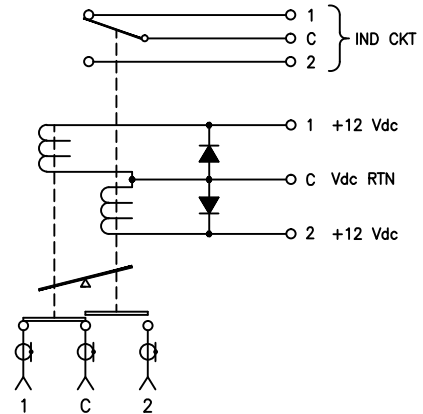 1
C IND CKT
2
1 +12 Vdc
C Vdc RTN
2 +12 Vdc
1 C 2